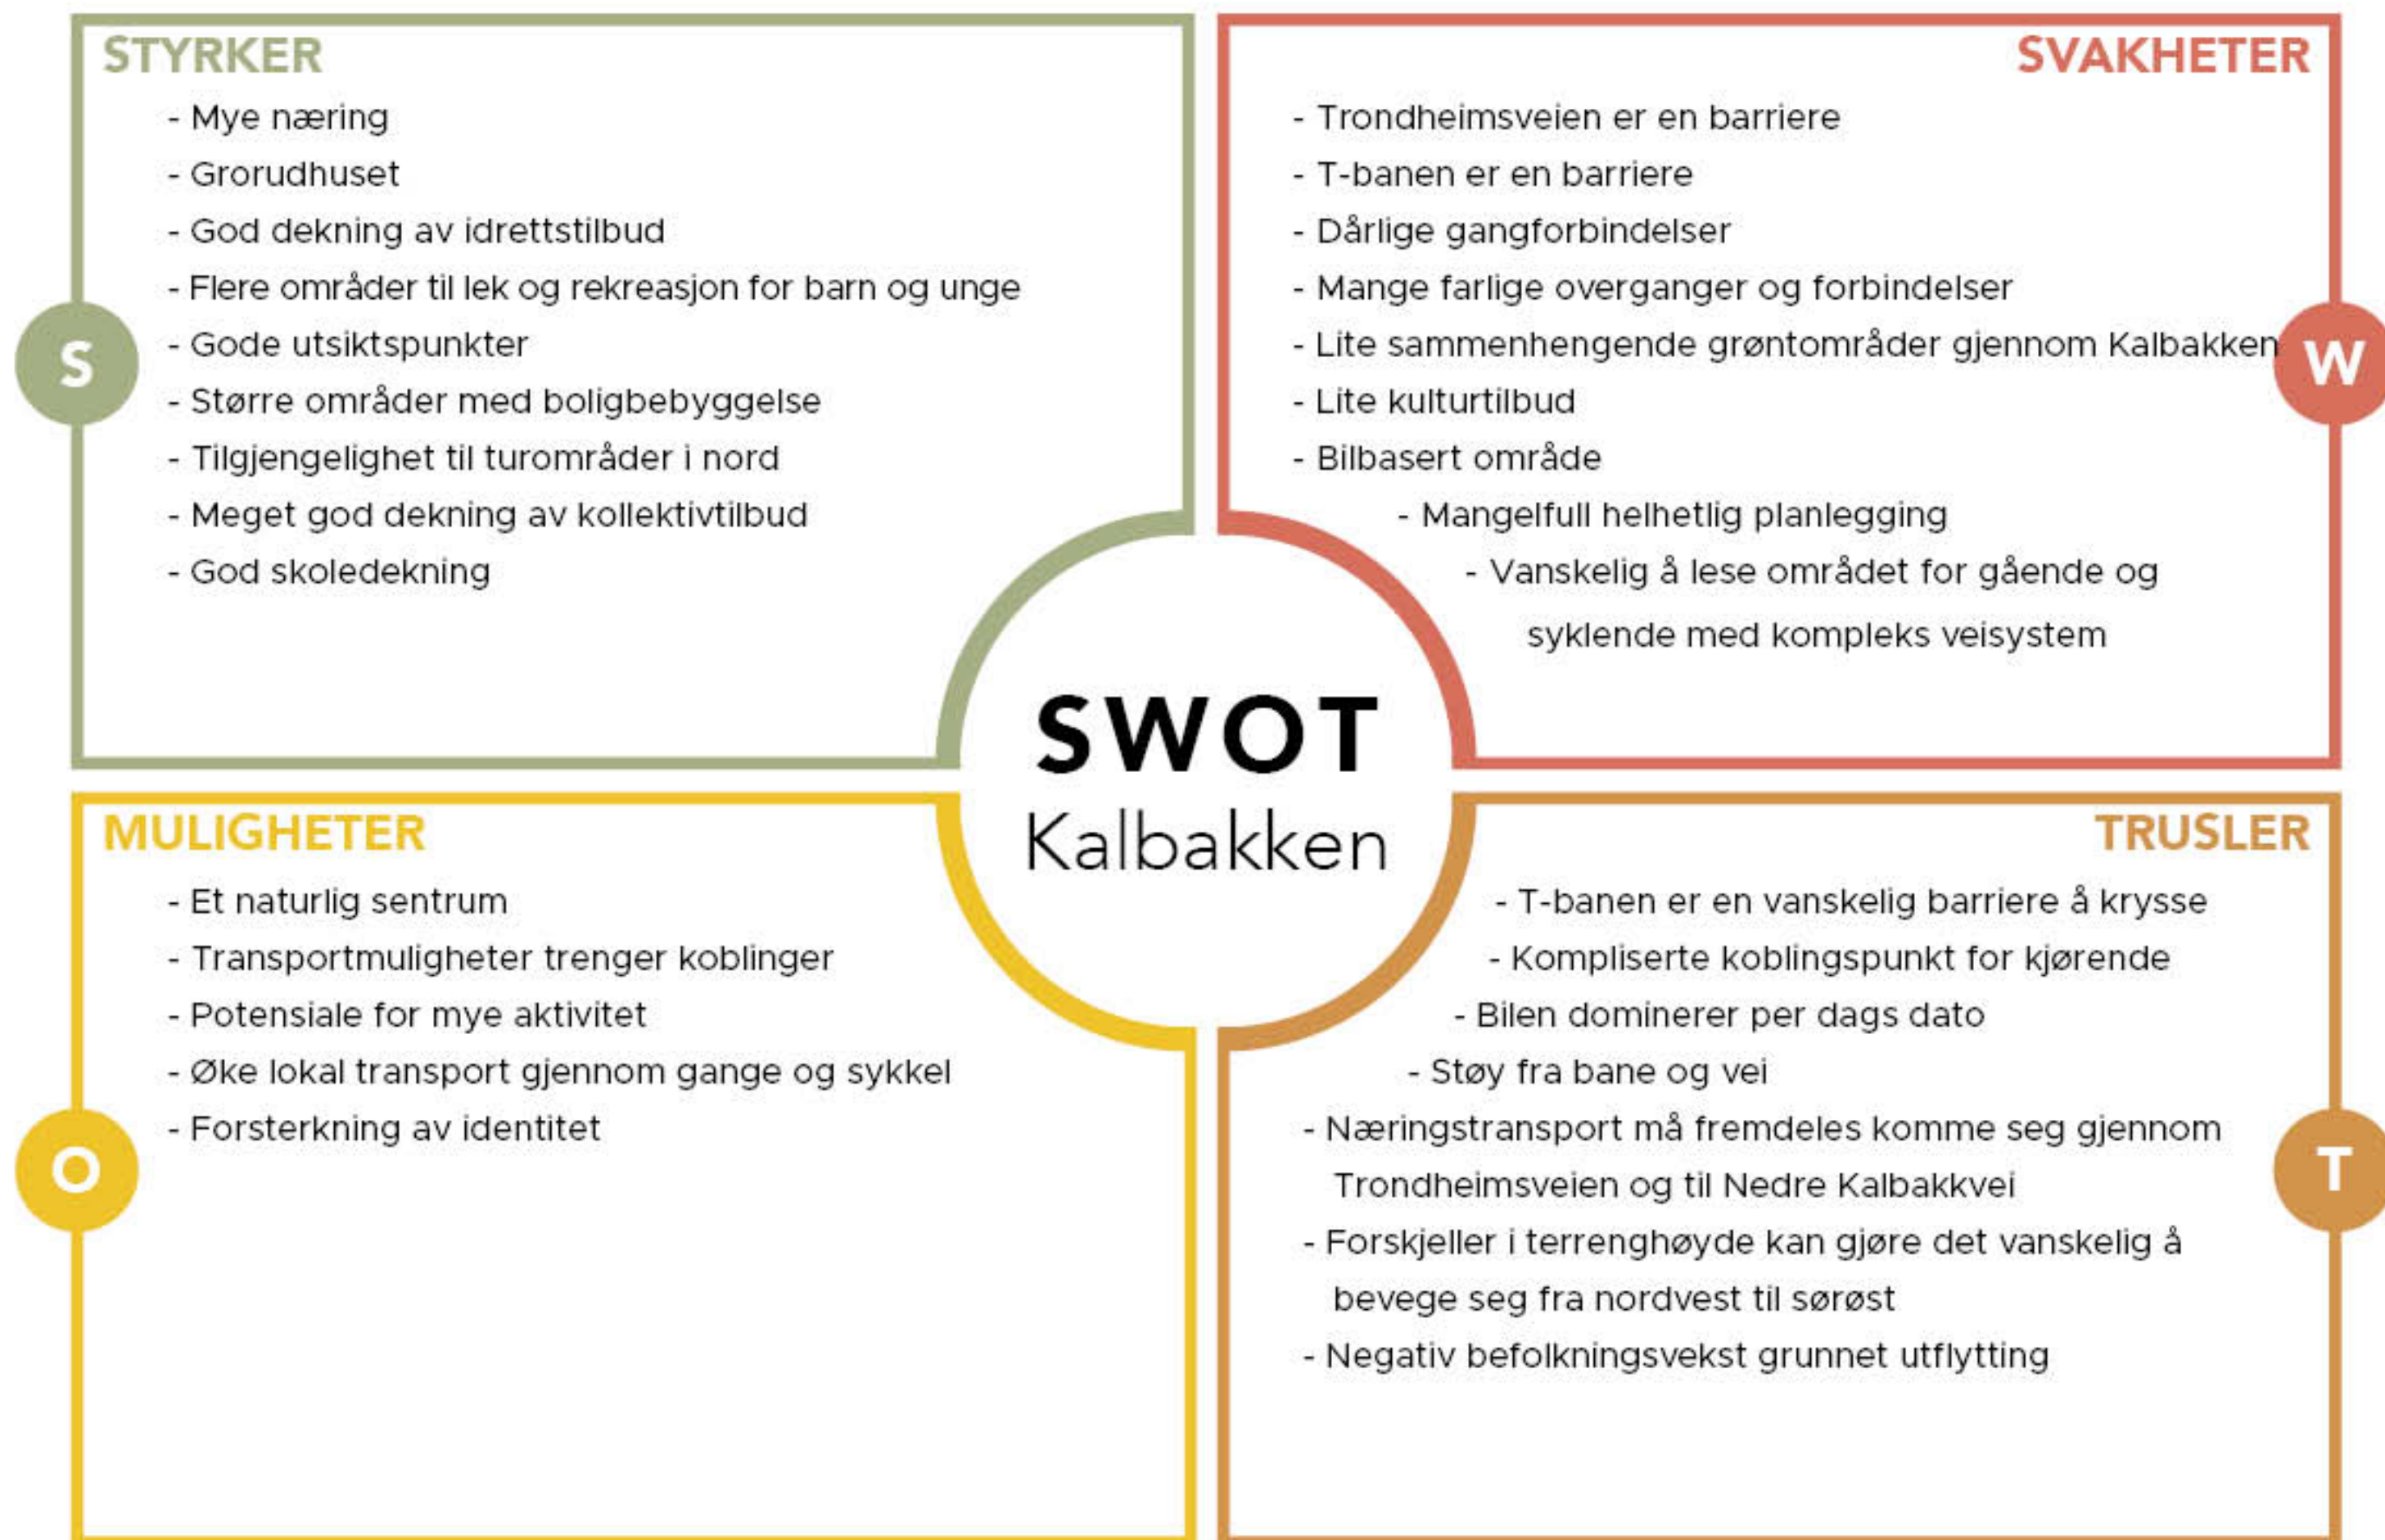 STYRKER
- Mye næring
- Grorudhuset
- God dekning av idrettstilbud
- Flere områder til lek og rekreasjon for barn og unge
- Gode utsiktspunkter
- Større områder med boligbebyggelse
- Tilgjengelighet til turområder i nord
- Meget god dekning av kollektivtilbud
- God skoledekning
S
SVAKHETER
- Trondheimsveien er en barriere
- T-banen er en barriere
- Dårlige gangforbindelser
- Mange farlige overganger og forbindelser
- Lite sammenhengende grøntområder gjennom Kalbakken
- Lite kulturtilbud
- Bilbasert område
- Mangelfull helhetlig planlegging
- Vanskelig å lese området for gående og
syklende med kompleks veisystem
W
SWOT
Kalbakken
MULIGHETER
- Et naturlig sentrum
- Transportmuligheter trenger koblinger
- Potensiale for mye aktivitet
- Øke lokal transport gjennom gange og sykkel
- Forsterkning av identitet
O
TRUSLER
- T-banen er en vanskelig barriere å krysse
- Kompliserte koblingspunkt for kjørende
- Bilen dominerer per dags dato
- Støy fra bane og vei
- Næringstransport må fremdeles komme seg gjennom
Trondheimsveien og til Nedre Kalbakkvei
- Forskjeller i terrenghøyde kan gjøre det vanskelig å
bevege seg fra nordvest til sørøst
- Negativ befolkningsvekst grunnet utflytting
T